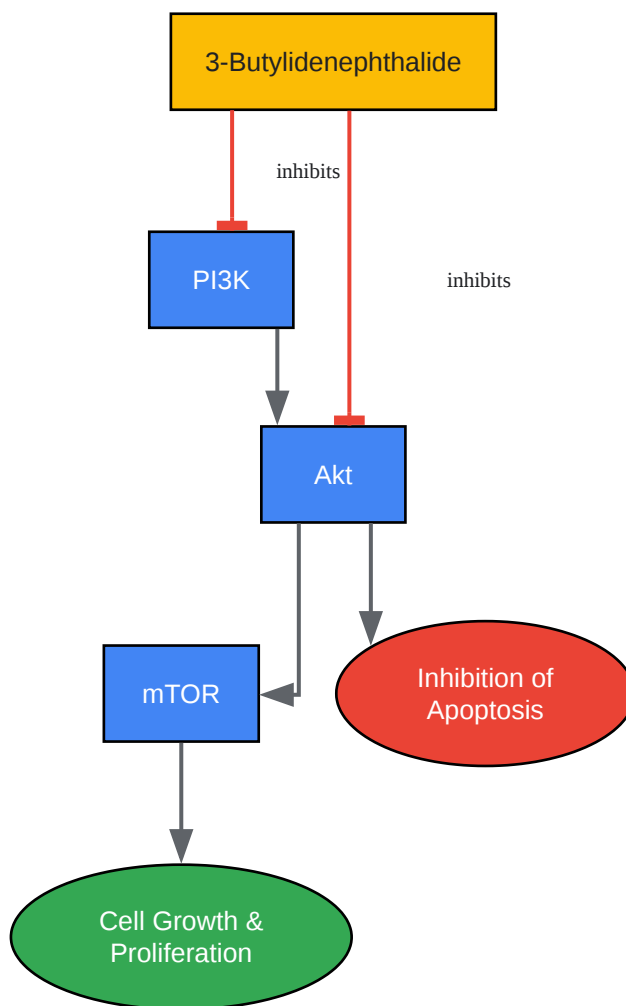 3-Butylidenephthalide
inhibits
PI3K
inhibits
Akt
Inhibition of
Apoptosis
mTOR
Cell Growth &
Proliferation